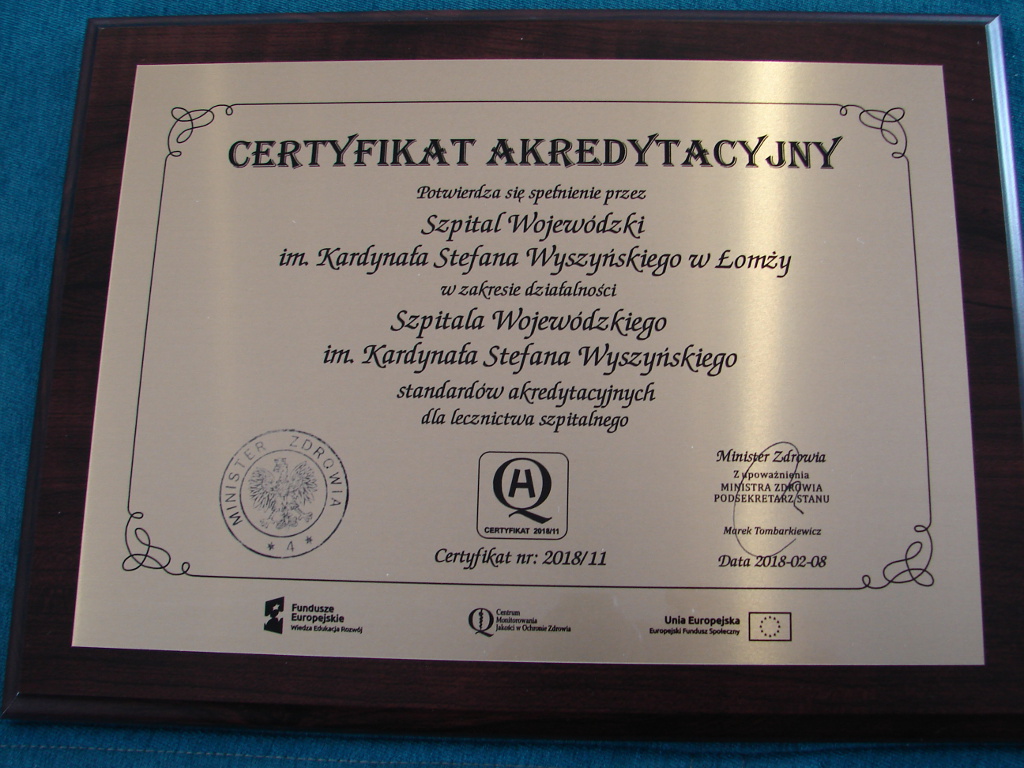 CERTYFIKAT AKREDYTACYJNY
Potwierdza się spełnienie przez
Szpital Wojewódzki
im. Kardynała Stefana Wyszyńskiego w Łomży
w zakresie działalności
Szpitala Wojewódzkiego
im. Kardynała Stefana Wyszyńskiego
standardów akredytacyjnych
dla lecznictwa szpitalnego
MINISTER ZDROWIA
* 4 *
HQ
CERTYFIKAT 2018/11
Certyfikat nr: 2018/11
Minister Zdrowia
Z upoważnienia
MINISTRA ZDROWIA
PODSEKRETARZ STANU
Marek Tombarkiewicz
Data 2018-02-08
Fundusze
Europejskie
Wiedza Edukacja Rozwój
Centrum
Monitorowania
Jakości w Ochronie Zdrowia
Unia Europejska
Europejski Fundusz Społeczny